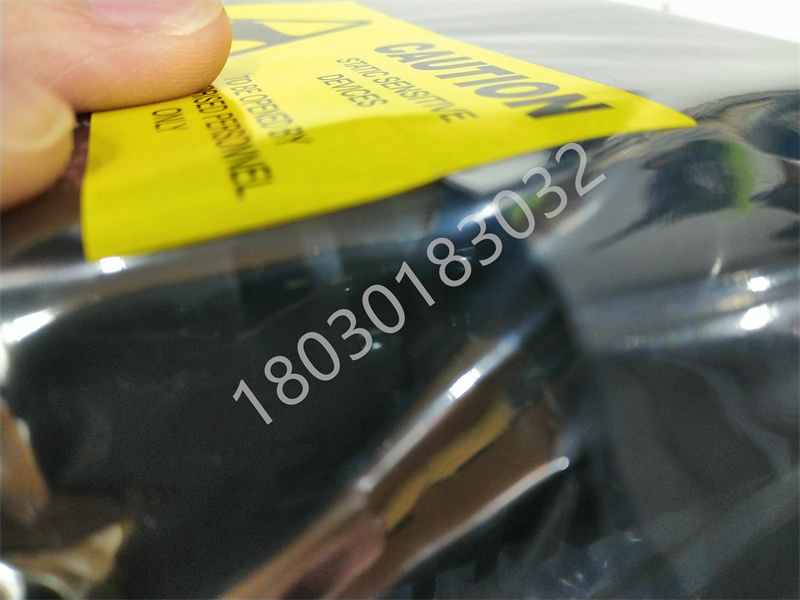 CAUTION
STATIC SENSITIVE
DEVICES
TO BE OPENED BY
PERSONNEL
ONLY
18030183032